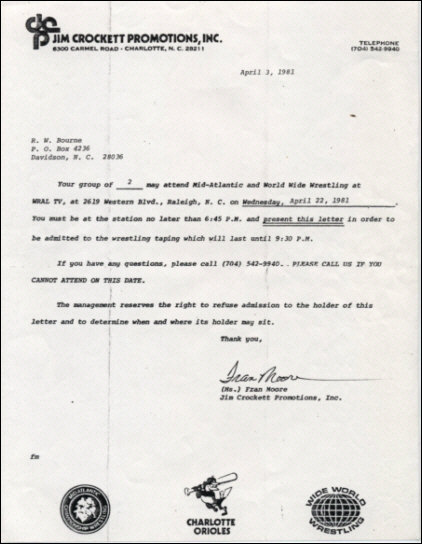 JCP JIM CROCKETT PROMOTIONS, INC.
6300 CARMEL ROAD · CHARLOTTE, N. C. 28211
TELEPHONE
(704) 542-9940
April 3, 1981
R. W. Bourne
P. O. Box 4236
Davidson, N. C. 28036
Your group of 2 may attend Mid-Atlantic and World Wide Wrestling at
WRAL TV, at 2619 Western Blvd., Raleigh, N. C. on Wednesday, April 22, 1981.
You must be at the station no later than 6:45 P.M. and present this letter in order to
be admitted to the wrestling taping which will last until 9:30 P.M.
If you have any questions, please call (704) 542-9940.. PLEASE CALL US IF YOU
CANNOT ATTEND ON THIS DATE.
The management reserves the right to refuse admission to the holder of this
letter and to determine when and where its holder may sit.
Thank you,
Fran Moore
(Ms.) Fran Moore
Jim Crockett Promotions, Inc.
fm
MID-ATLANTIC
CHAMPIONSHIP WRESTLING
CHARLOTTE
ORIOLES
WIDE WORLD
WRESTLING